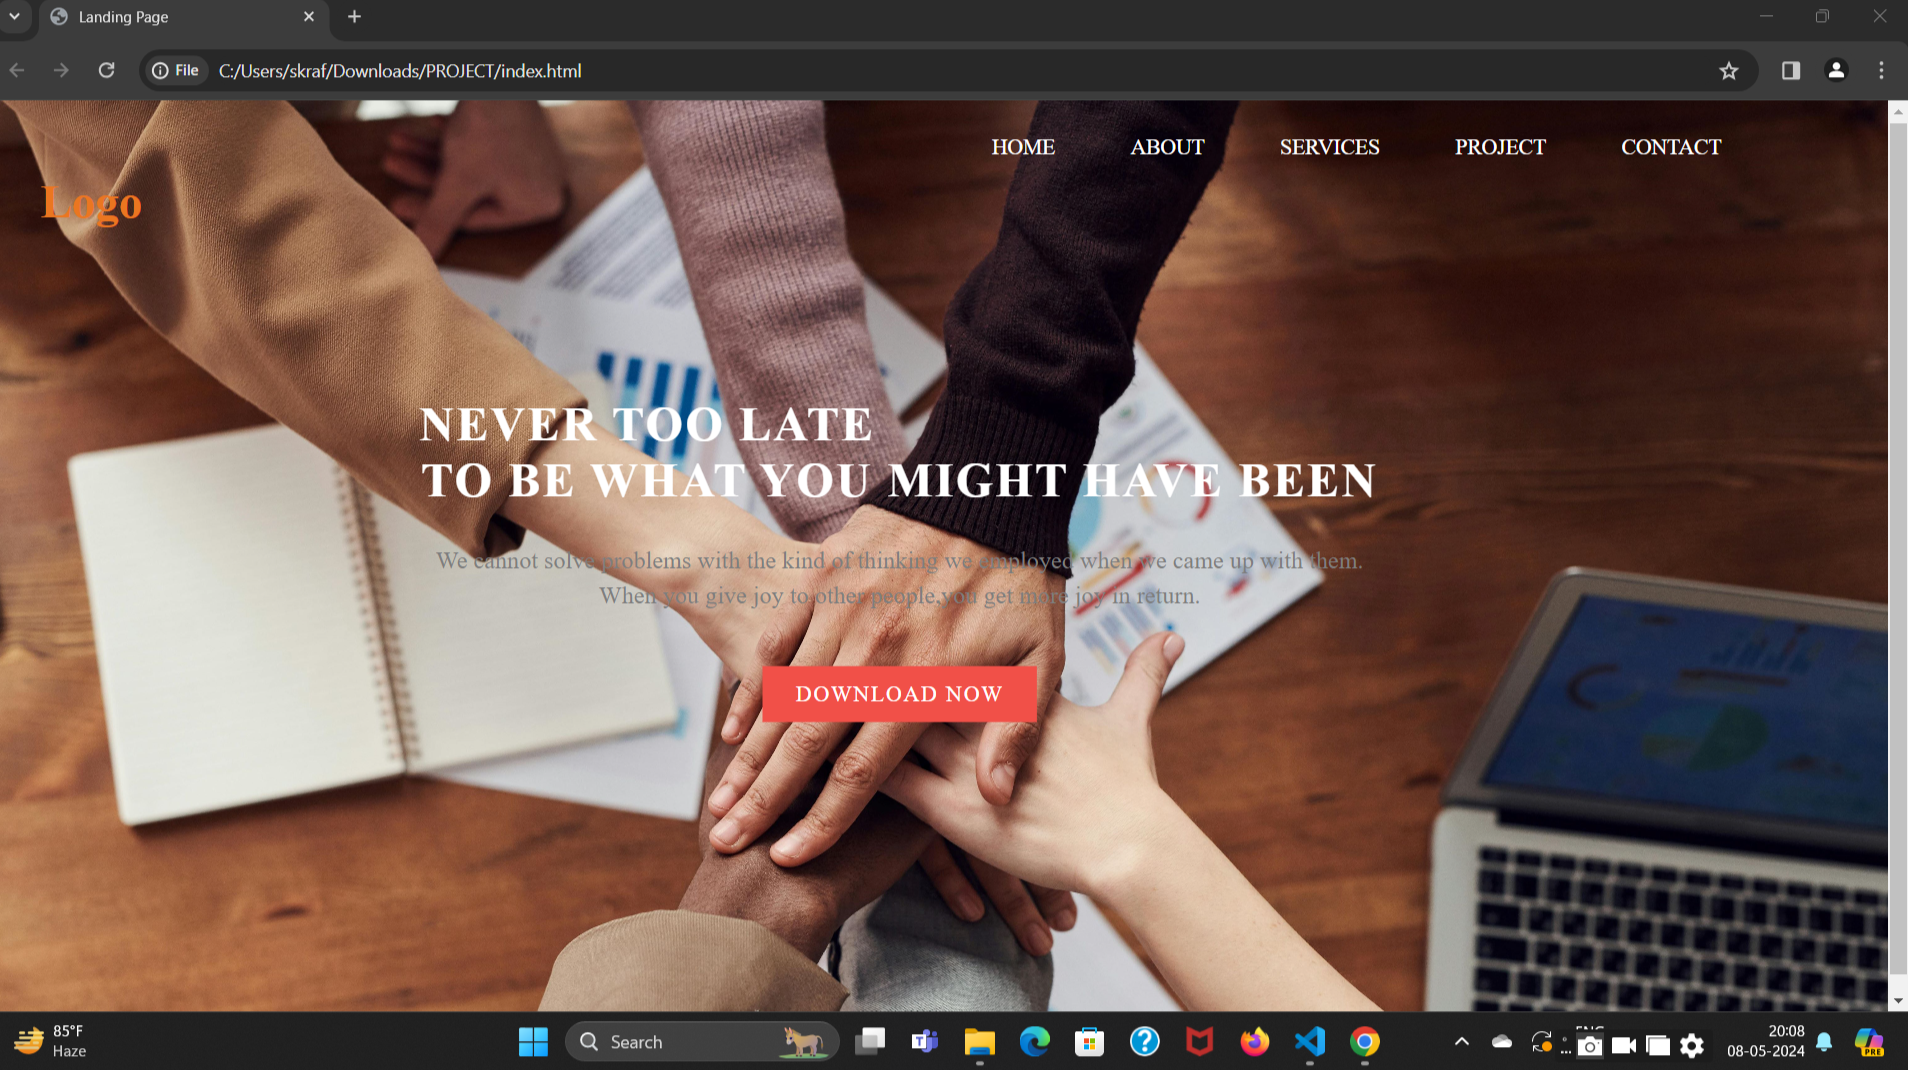 Landing Page
File
C:/Users/skraf/Downloads/PROJECT/index.html
HOME ABOUT SERVICES PROJECT CONTACT
Logo
NEVER TOO LATE
TO BE WHAT YOU MIGHT HAVE BEEN
We cannot solve problems with the kind of thinking we employed when we came up with them.
When you give joy to other people,you get more joy in return.
DOWNLOAD NOW
85°F
Haze
Search
20:08
08-05-2024
PRE